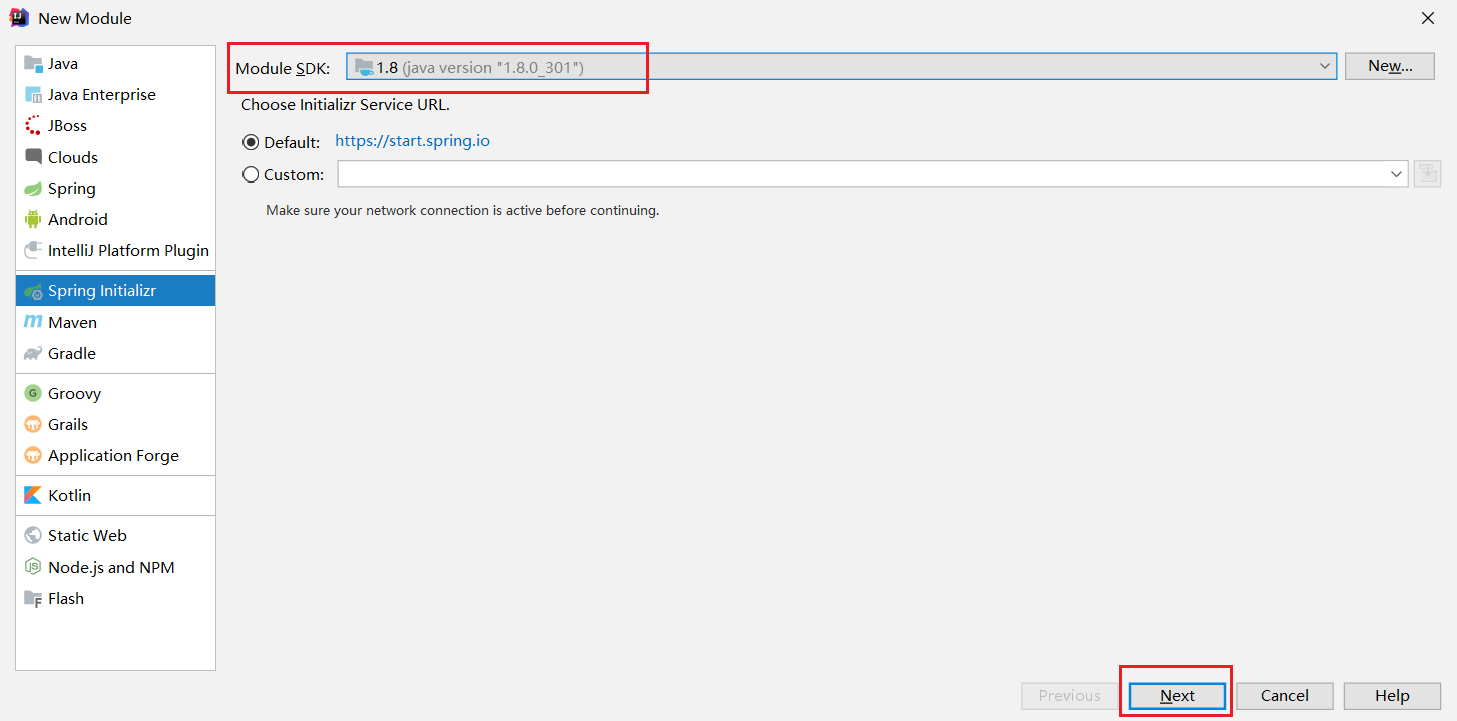 New Module
Java
Java Enterprise
JBoss
Clouds
Spring
Android
IntelliJ Platform Plugin
Spring Initializr
Maven
Gradle
Groovy
Grails
Application Forge
Kotlin
Static Web
Node.js and NPM
Flash
Module SDK: 1.8 (java version "1.8.0_301") New...
Choose Initializr Service URL.
Default: https://start.spring.io
Custom:
Make sure your network connection is active before continuing.
Previous Next Cancel Help